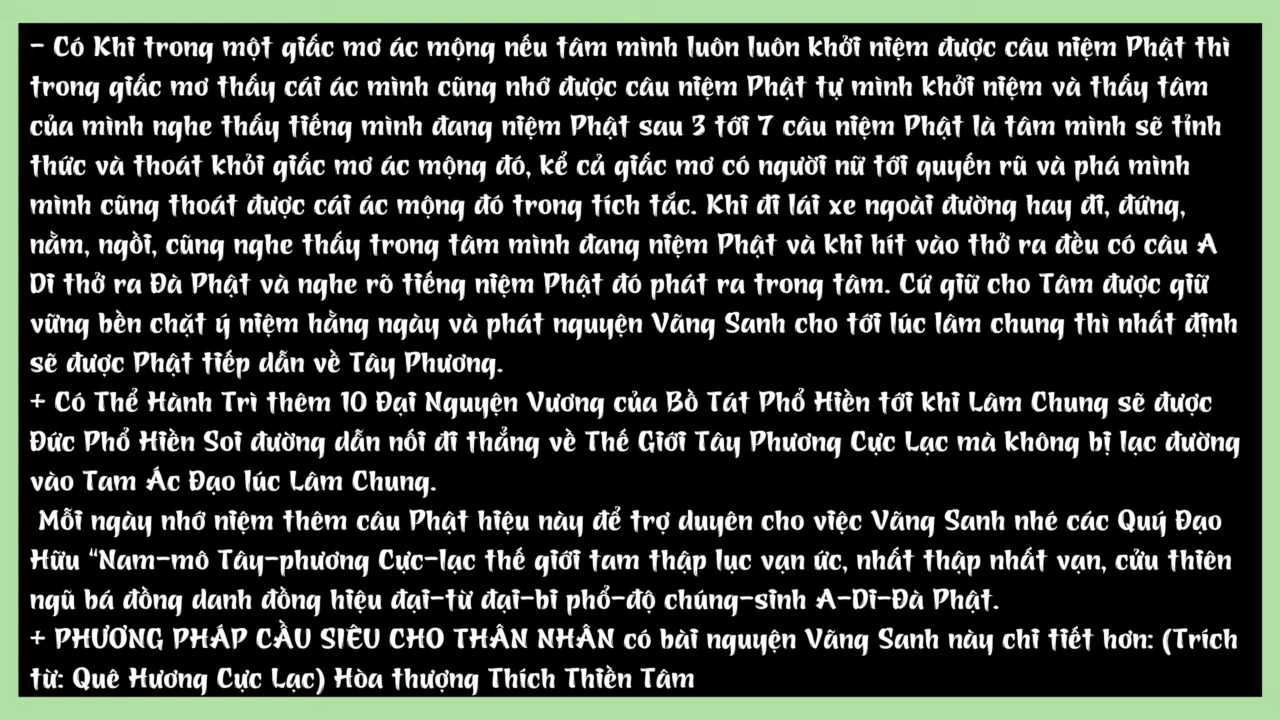 - Có Khi trong một giấc mơ ác mộng nếu tâm mình luôn luôn khởi niệm được câu niệm Phật thì
trong giấc mơ thấy cái ác mình cũng nhớ được câu niệm Phật tự mình khởi niệm và thấy tâm
của mình nghe thấy tiếng mình đang niệm Phật sau 3 tới 7 câu niệm Phật là tâm mình sẽ tỉnh
thức và thoát khỏi giấc mơ ác mộng đó, kể cả giấc mơ có người nữ tới quyến rũ và phá mình
mình cũng thoát được cái ác mộng đó trong tích tắc. Khi đi lái xe ngoài đường hay đi, đứng,
nằm, ngồi, cũng nghe thấy trong tâm mình đang niệm Phật và khi hít vào thở ra đều có câu A
Di thở ra Đà Phật và nghe rõ tiếng niệm Phật đó phát ra trong tâm. Cứ giữ cho Tâm được giữ
vững bền chặt ý niệm hằng ngày và phát nguyện Vãng Sanh cho tới lúc lâm chung thì nhất định
sẽ được Phật tiếp dẫn về Tây Phương.
+ Có Thể Hành Trì thêm 10 Đại Nguyện Vương của Bồ Tát Phổ Hiền tới khi Lâm Chung sẽ được
Đức Phổ Hiền Soi đường dẫn nối đi thẳng về Thế Giới Tây Phương Cực Lạc mà không bị lạc đường
vào Tam Ác Đạo lúc Lâm Chung.
Mỗi ngày nhớ niệm thêm câu Phật hiệu này để trợ duyên cho việc Vãng Sanh nhé các Quý Đạo
Hữu "Nam-mô Tây-phương Cực-lạc thế giới tam thập lục vạn ức, nhất thập nhất vạn, cửu thiên
ngũ bá đồng danh đồng hiệu đại-từ đại-bi phổ-độ chúng-sinh A-Di-Đà Phật.
+ PHƯƠNG PHÁP CẦU SIÊU CHO THÂN NHÂN có bài nguyện Vãng Sanh này chi tiết hơn: (Trích
từ: Quê Hương Cực Lạc) Hòa thượng Thích Thiền Tâm